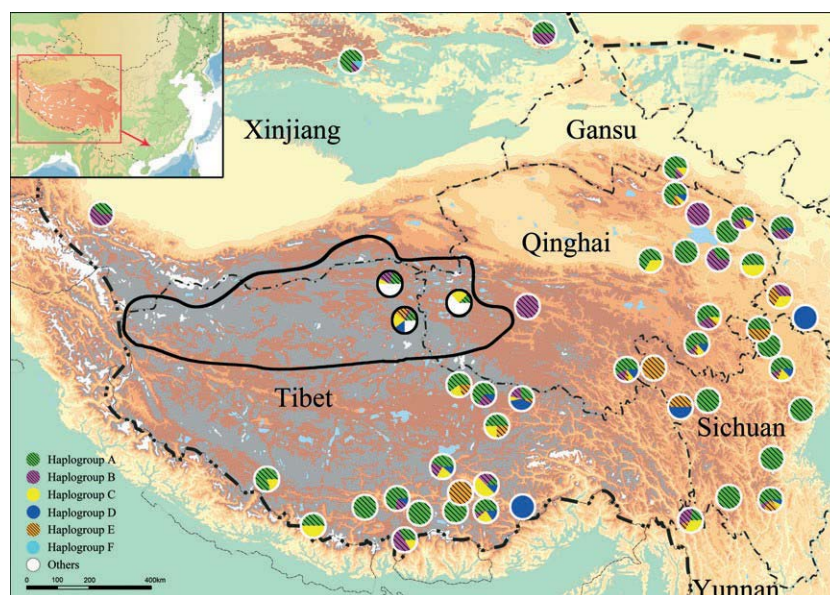 Xinjiang
Gansu
Qinghai
Tibet
Sichuan
Yunnan
Haplogroup A
Haplogroup B
Haplogroup C
Haplogroup D
Haplogroup E
Haplogroup F
Others
0 100 200 400km